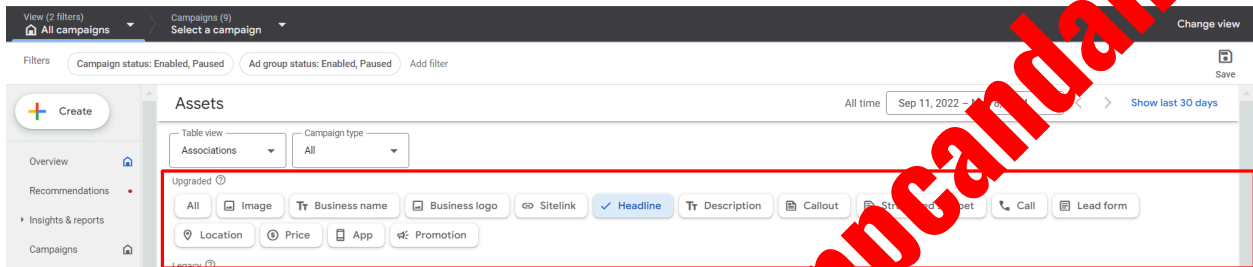 View (2 filters)
All campaigns
Campaigns (9)
Select a campaign
Change view
Filters
Campaign status: Enabled, Paused
Ad group status: Enabled, Paused
Add filter
Save
Create
Assets
All time
Sep 11, 2022 –
Show last 30 days
Table view
Associations
Campaign type
All
Overview
Recommendations
Insights & reports
Campaigns
Upgraded
All
Image
Tт Business name
Business logo
Sitelink
Headline
Tт Description
Callout
Call
Lead form
Location
Price
App
Promotion
Legacy